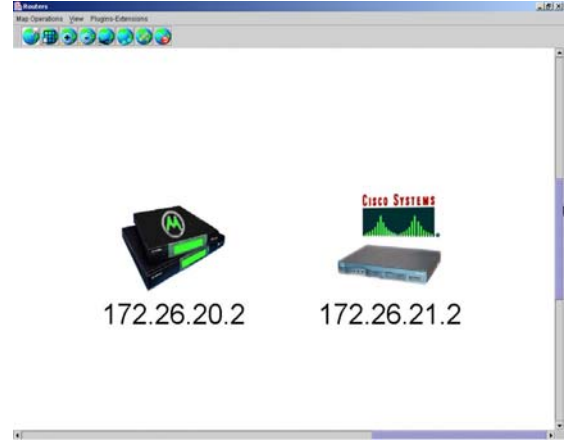 Routers
Map Operations View Plugins-Extensions
CISCO SYSTEMS
172.26.20.2
172.26.21.2